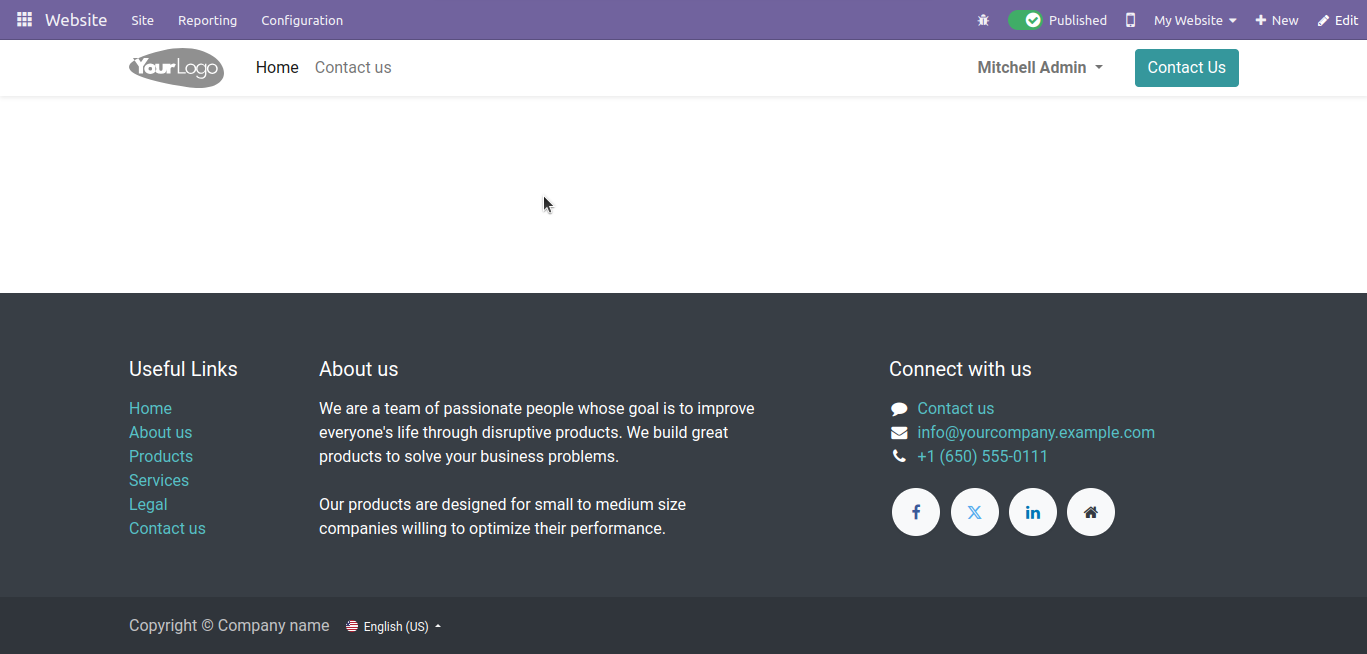 Website Site Reporting Configuration Published My Website New Edit
YourLogo Home Contact us Mitchell Admin Contact Us
Useful Links
Home
About us
Products
Services
Legal
Contact us
About us
We are a team of passionate people whose goal is to improve
everyone's life through disruptive products. We build great
products to solve your business problems.
Our products are designed for small to medium size
companies willing to optimize their performance.
Connect with us
Contact us
info@yourcompany.example.com
+1 (650) 555-0111
Copyright © Company name English (US)